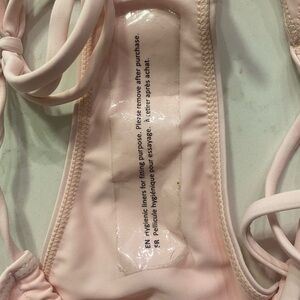 EN Hygienic liners for fitting purpose. Please remove after purchase.
FR Pellicule hygiénique pour essayage. A retirer après achat.